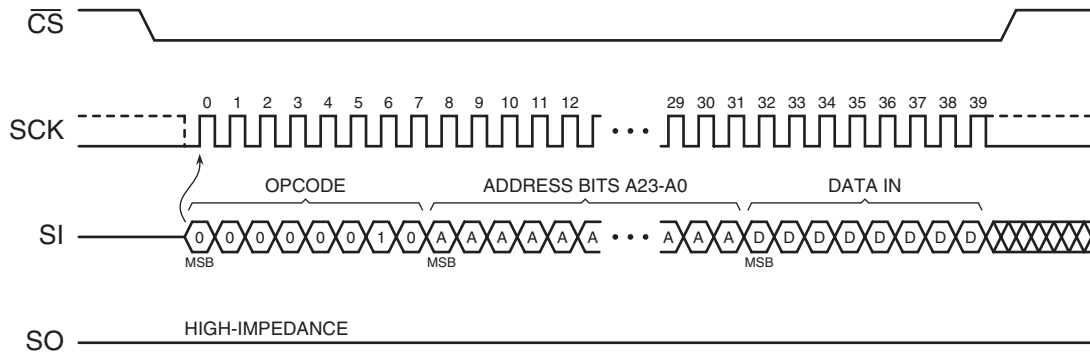 CS
0 1 2 3 4 5 6 7 8 9 10 11 12 29 30 31 32 33 34 35 36 37 38 39
SCK
OPCODE ADDRESS BITS A23-A0 DATA IN
SI 0 0 0 0 0 0 1 0 A A A A A A A A A D D D D D D D D
MSB MSB MSB
HIGH-IMPEDANCE
SO